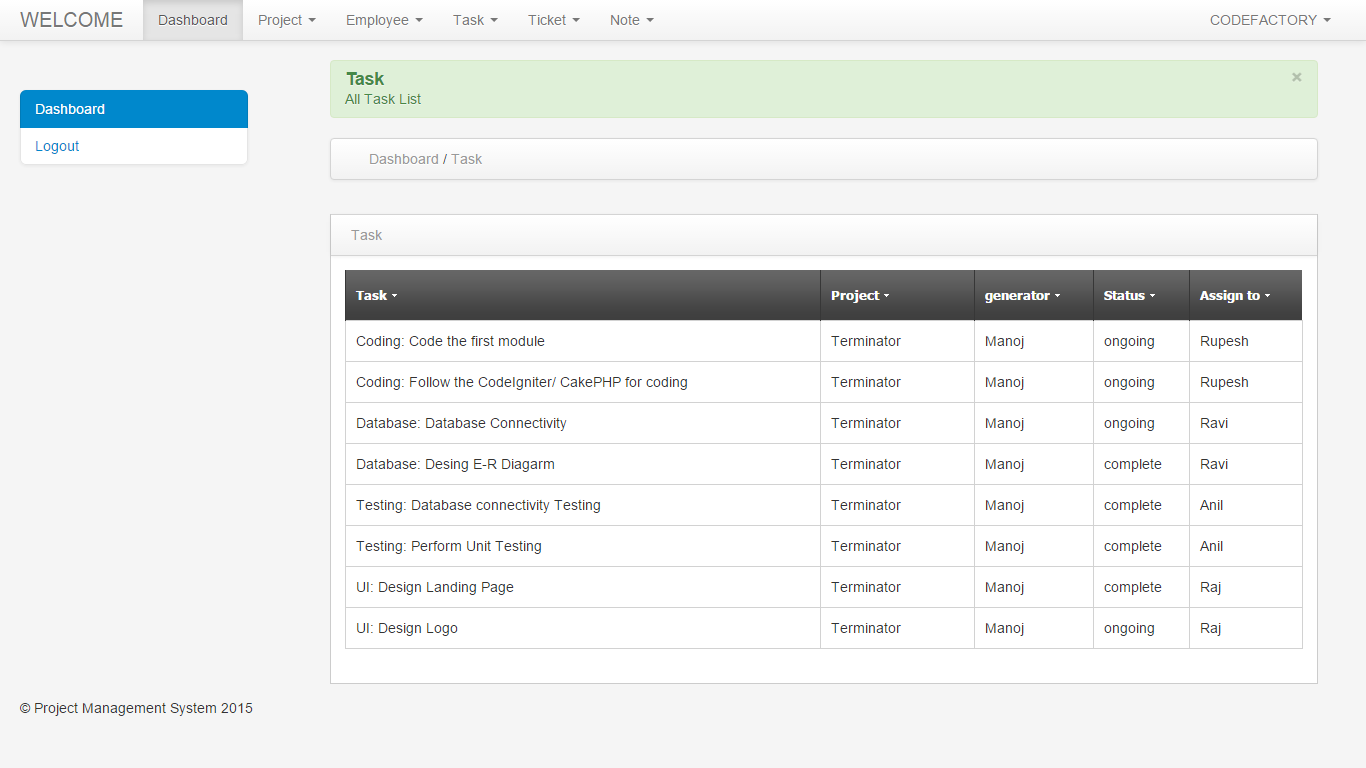 WELCOME Dashboard Project Employee Task Ticket Note CODEFACTORY
Dashboard
Logout
Task ×
All Task List
Dashboard / Task
Task
Task Project generator Status Assign to
Coding: Code the first module Terminator Manoj ongoing Rupesh
Coding: Follow the CodeIgniter/ CakePHP for coding Terminator Manoj ongoing Rupesh
Database: Database Connectivity Terminator Manoj ongoing Ravi
Database: Desing E-R Diagarm Terminator Manoj complete Ravi
Testing: Database connectivity Testing Terminator Manoj complete Anil
Testing: Perform Unit Testing Terminator Manoj complete Anil
UI: Design Landing Page Terminator Manoj complete Raj
UI: Design Logo Terminator Manoj ongoing Raj
© Project Management System 2015